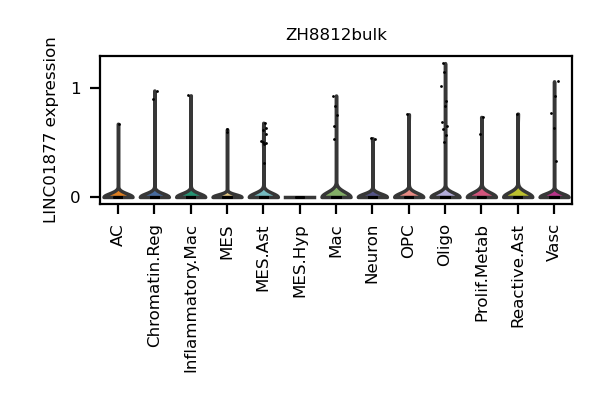 ZH8812bulk
LINC01877 expression
1
0
AC
Chromatin.Reg
Inflammatory.Mac
MES
MES.Ast
MES.Hyp
Mac
Neuron
OPC
Oligo
Prolif.Metab
Reactive.Ast
Vasc